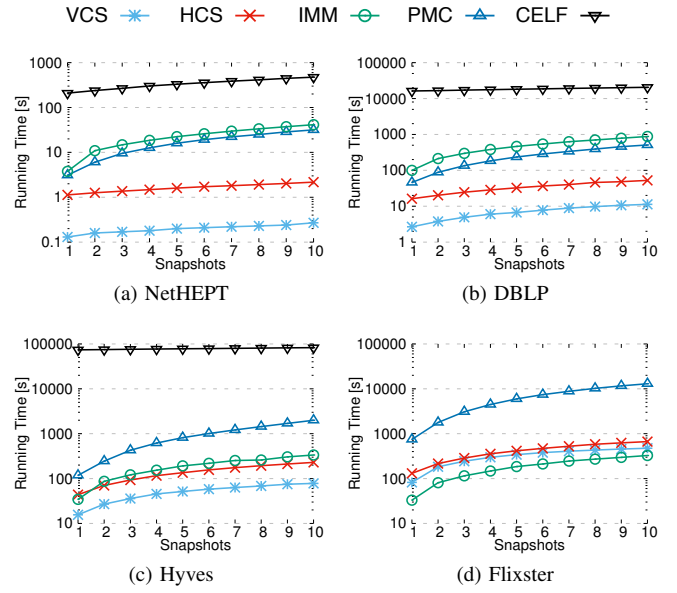 VCS HCS IMM PMC CELF
Running Time [s]
1000
100
10
1
0.1
1 2 3 4 5 6 7 8 9 10
Snapshots
(a) NetHEPT
Running Time [s]
100000
10000
1000
100
10
1
1 2 3 4 5 6 7 8 9 10
Snapshots
(b) DBLP
Running Time [s]
100000
10000
1000
100
10
1 2 3 4 5 6 7 8 9 10
Snapshots
(c) Hyves
Running Time [s]
100000
10000
1000
100
10
1 2 3 4 5 6 7 8 9 10
Snapshots
(d) Flixster